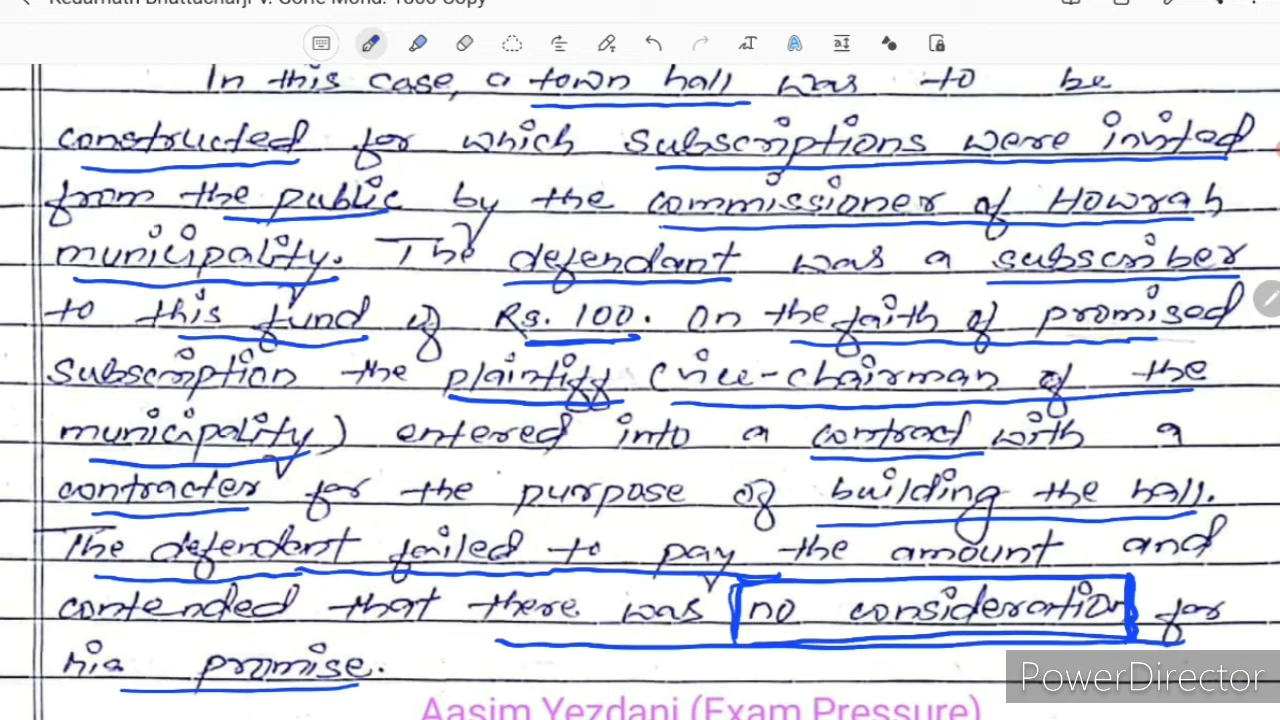 Kedarnath Bhattacharji v. Gorie Mohd. 1886 Copy
In this case, a town hall was to be
constructed for which subscriptions were invited
from the public by the commissioner of Howrah
municipality. The defendant was a subscriber
to this fund of Rs. 100. On the faith of promised
subscription the plaintiff (vice-chairman of the
municipality) entered into a contract with a
contracter for the purpose of building the hall.
The defendant failed to pay the amount and
contended that there was no consideration for
his promise.
PowerDirector
Aasim Yezdani (Exam Pressure)